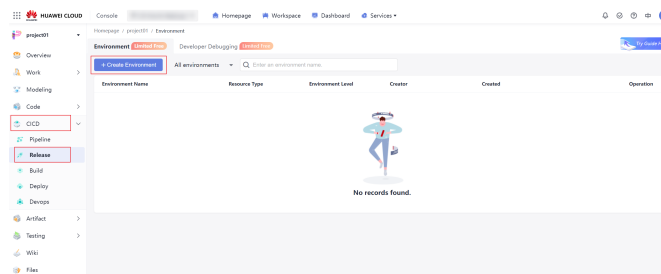 HUAWEI CLOUD
Console
Homepage
Workspace
Dashboard
Services
project01
Homepage / project01 / Environment
Environment Limited Free
Developer Debugging Limited Free
Try Guide
+ Create Environment
All environments
Enter an environment name.
Environment Name
Resource Type
Environment Level
Creator
Created
Operation
Overview
Work
Modeling
Code
CICD
Pipeline
Release
Build
Deploy
Devops
Artifact
Testing
Wiki
Files
No records found.